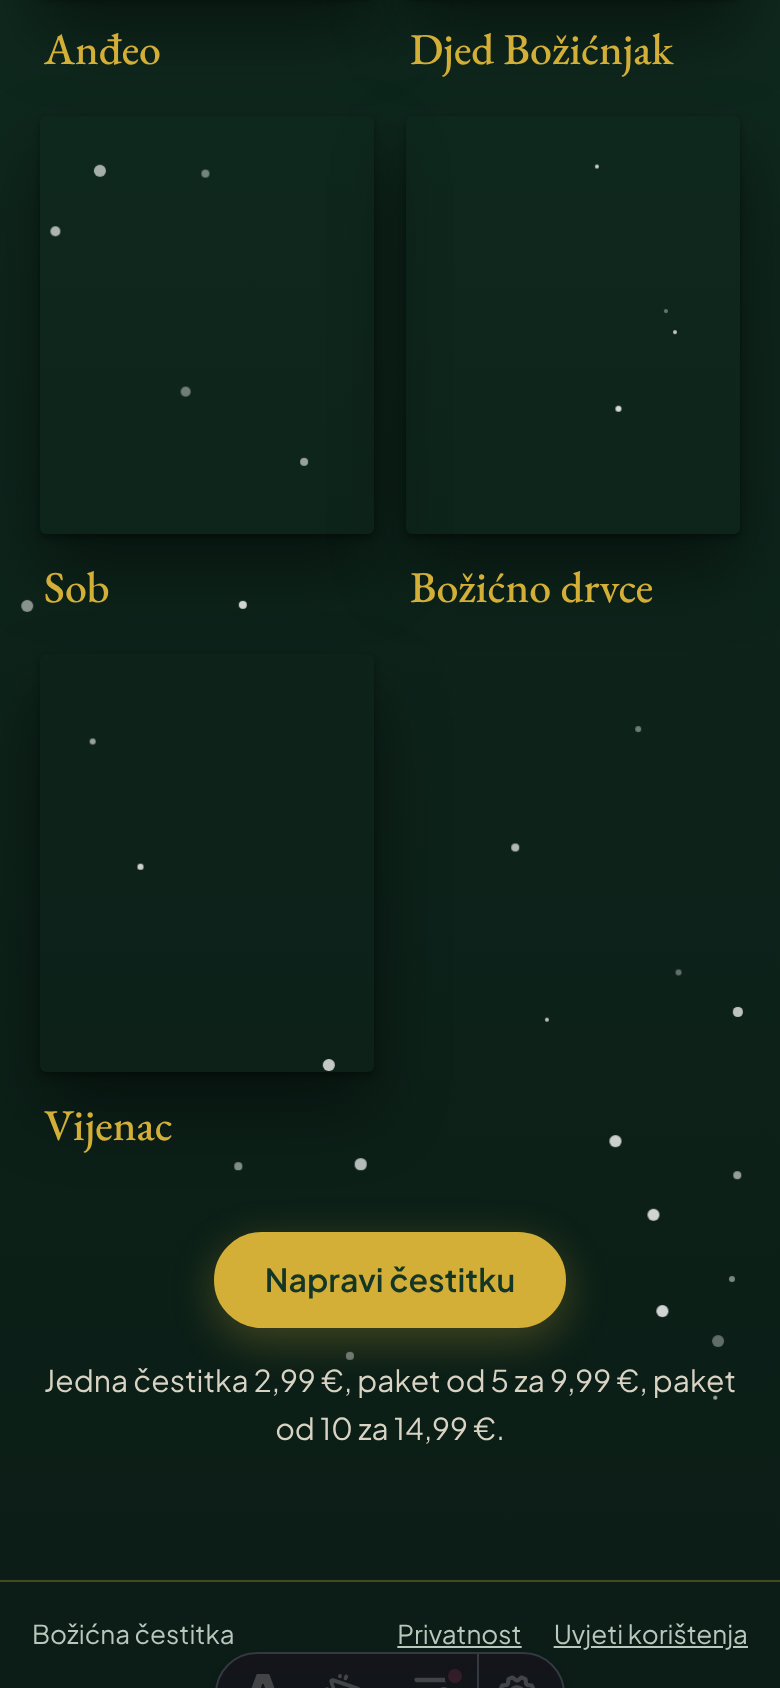 Anđeo
Djed Božićnjak
Sob
Božićno drvce
Vijenac
Napravi čestitku
Jedna čestitka 2,99 €, paket od 5 za 9,99 €, paket
od 10 za 14,99 €.
Božićna čestitka
Privatnost
Uvjeti korištenja